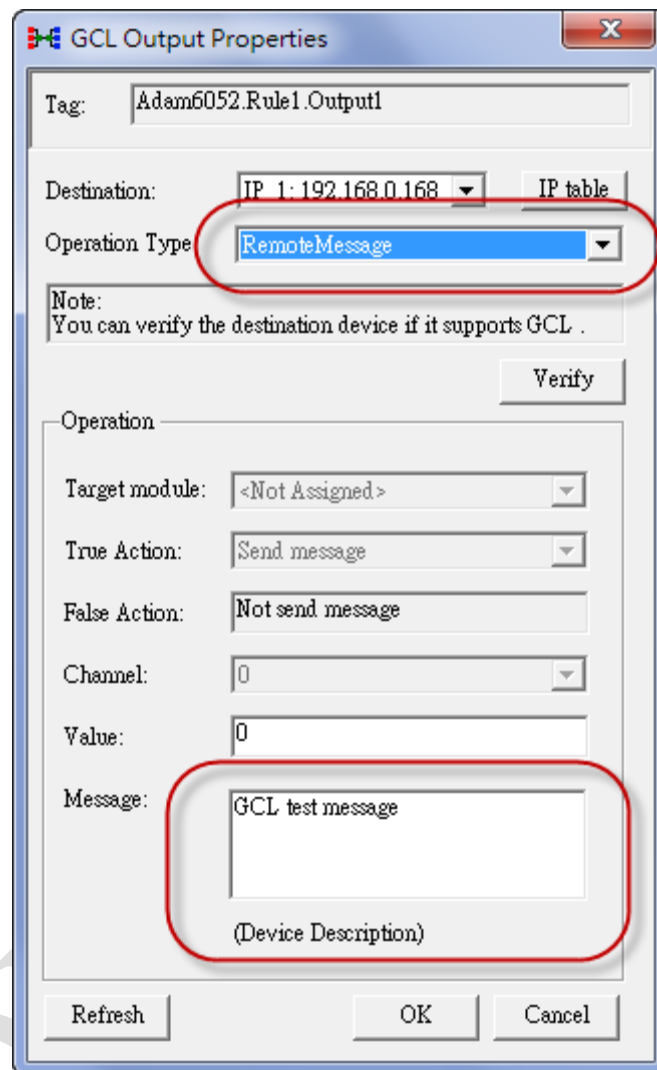 GCL Output Properties
Tag: Adam6052.Rule1.Output1
Destination: IP_1: 192.168.0.168 IP table
Operation Type RemoteMessage
Note:
You can verify the destination device if it supports GCL .
Verify
Operation
Target module: <Not Assigned>
True Action: Send message
False Action: Not send message
Channel: 0
Value: 0
Message: GCL test message
(Device Description)
Refresh OK Cancel